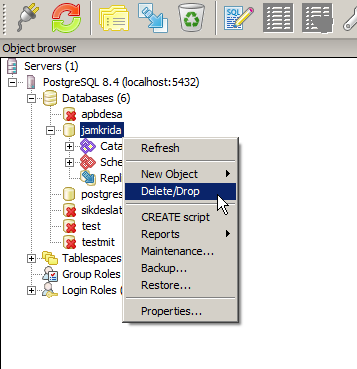 SQL
Object browser
Servers (1)
PostgreSQL 8.4 (localhost:5432)
Databases (6)
apbdesa
jamkrida
Cata
Sche
Repl
postgres
sikdeslat
test
testmit
Tablespaces
Group Roles
Login Roles (
Refresh
New Object
Delete/Drop
CREATE script
Reports
Maintenance...
Backup...
Restore...
Properties...